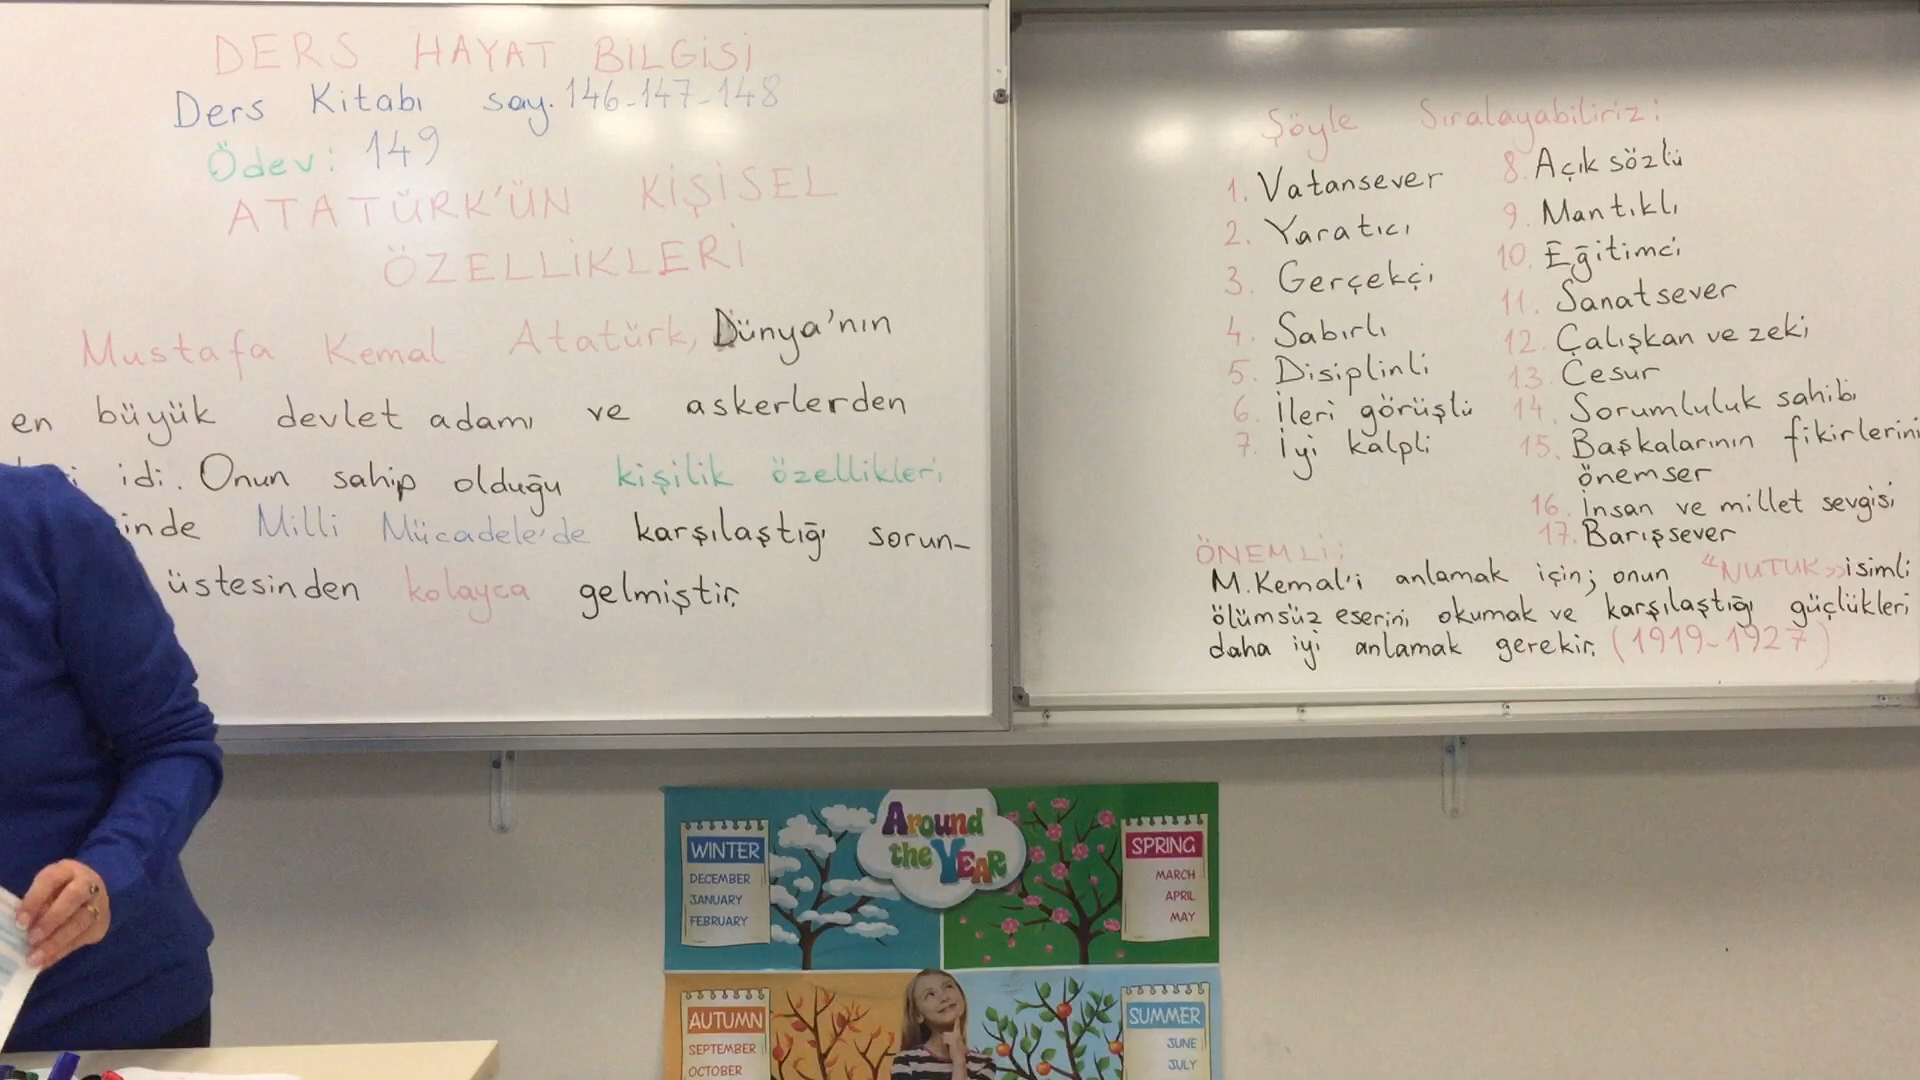 DERS HAYAT BİLGİSİ
Ders Kitabı say. 146-147-148
Ödev: 149
ATATÜRK'ÜN KİŞİSEL
ÖZELLİKLERİ
Mustafa Kemal Atatürk, Dünya'nın
en büyük devlet adamı ve askerlerden
idi. Onun sahip olduğu kişilik özellikleri
inde Milli Mücadele'de karşılaştığı sorun-
üstesinden kolayca gelmiştir.
Şöyle Sıralayabiliriz:
1. Vatansever
2. Yaratıcı
3. Gerçekçi
4. Sabırlı
5. Disiplinli
6. İleri görüşlü
7. İyi kalpli
8. Açık sözlü
9. Mantıklı
10. Eğitimci
11. Sanatsever
12. Çalışkan ve zeki
13. Cesur
14. Sorumluluk sahibi
15. Başkalarının fikirlerini
önemser
16. İnsan ve millet sevgisi
17. Barışsever
ÖNEMLİ:
M.Kemal'i anlamak için; onun "NUTUK» isimli
ölümsüz eserini okumak ve karşılaştığı güçlükleri
daha iyi anlamak gerekir. (1919-1927)
Around
the YEAR
WINTER
DECEMBER
JANUARY
FEBRUARY
SPRING
MARCH
APRIL
MAY
AUTUMN
SEPTEMBER
OCTOBER
SUMMER
JUNE
JULY